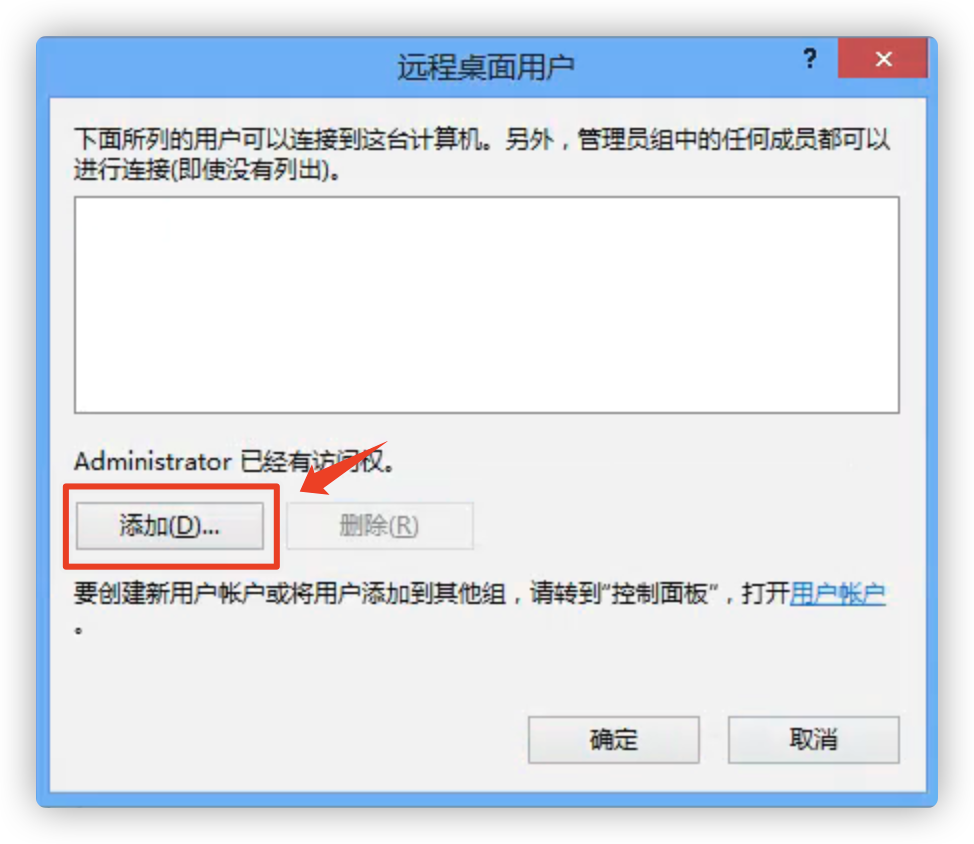 远程桌面用户
?
×
下面所列的用户可以连接到这台计算机。另外，管理员组中的任何成员都可以
进行连接(即使没有列出)。
Administrator 已经有访问权。
添加(D)...
删除(R)
要创建新用户帐户或将用户添加到其他组，请转到"控制面板"，打开用户帐户
。
确定
取消